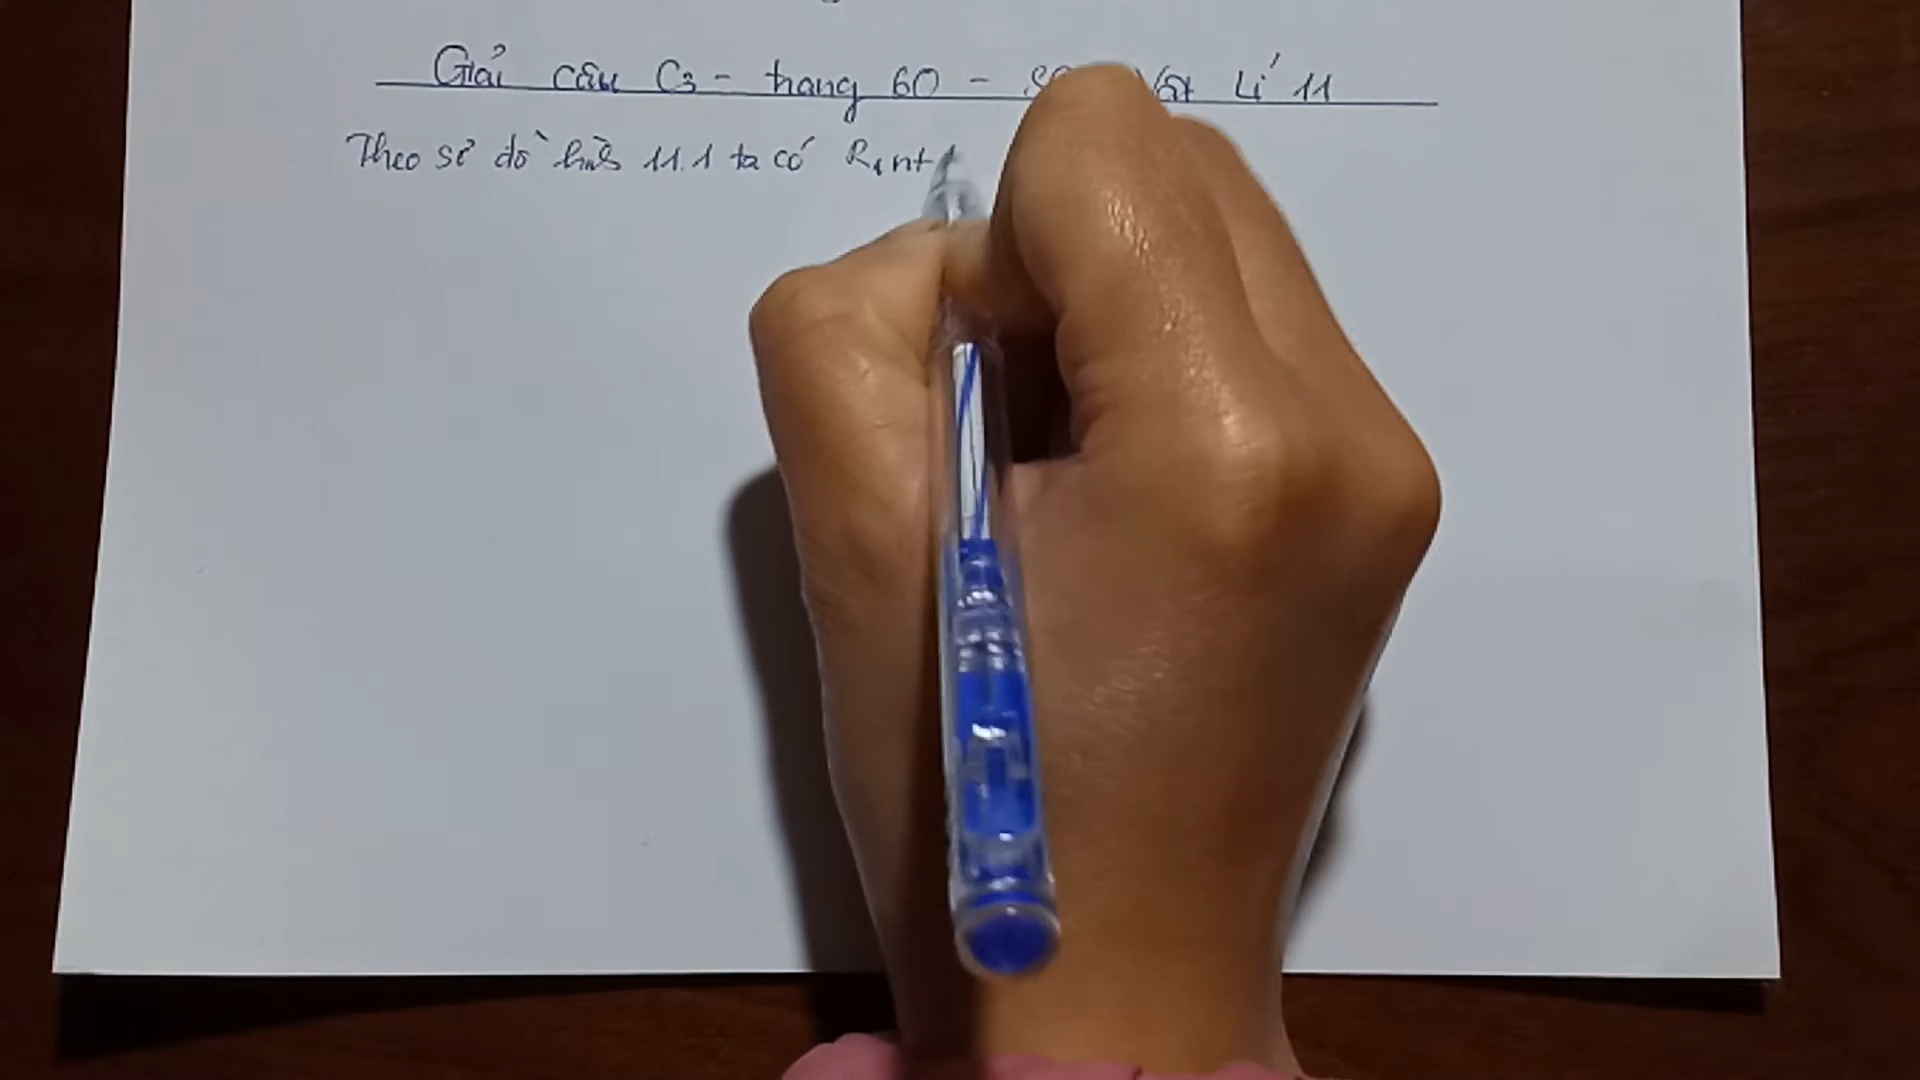 Giải câu C3 - trang 60 - Vật Lí 11
Theo sơ đồ hình 11.1 ta có R1 nt